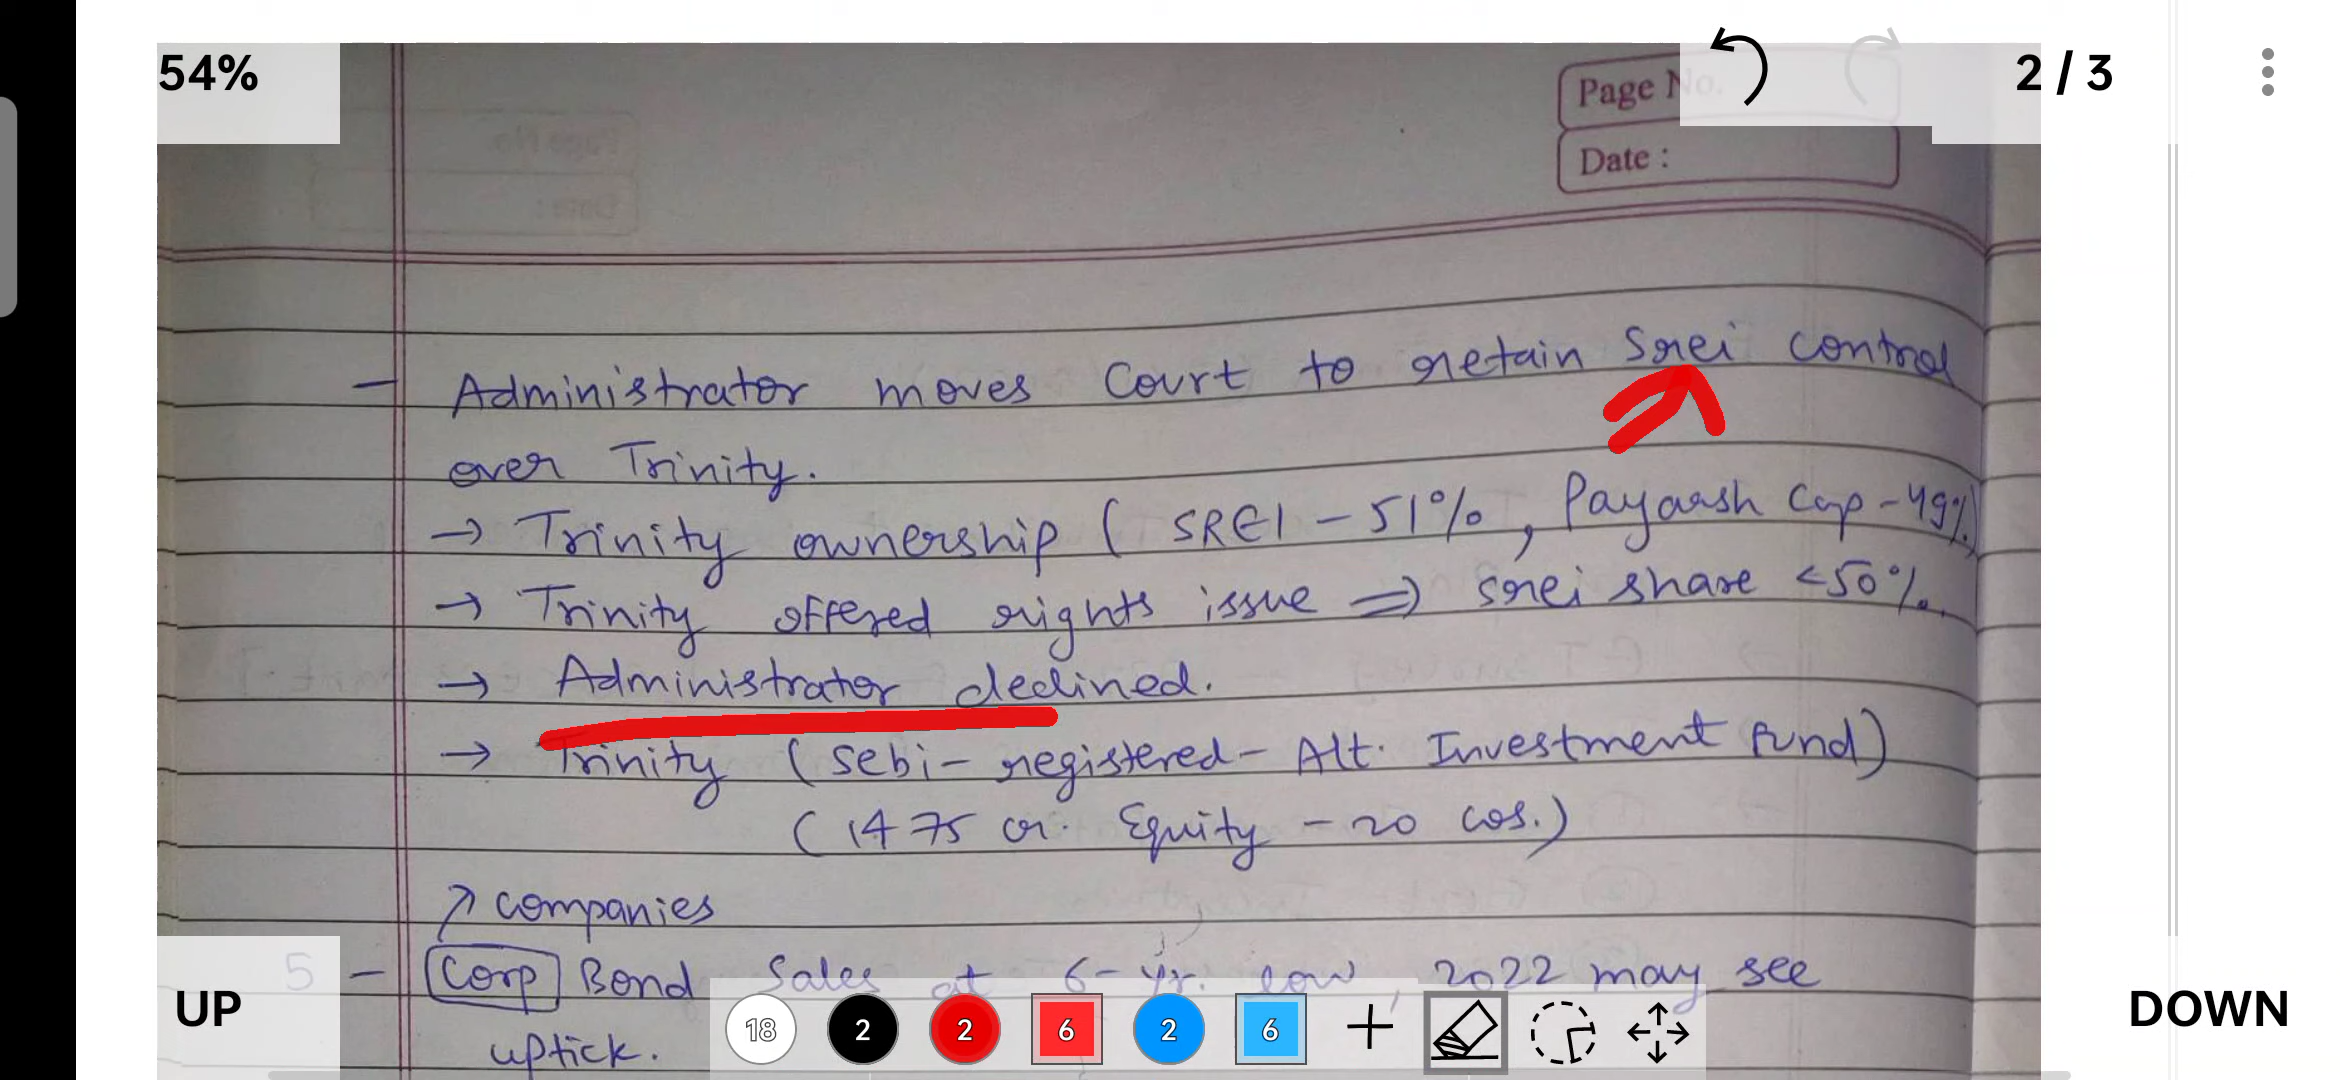 54%
2 / 3
Page No.
Date :
- Administrator moves Court to retain Srei control
over Trinity.
→ Trinity ownership ( SREI - 51%, Payaash Cap - 49%)
→ Trinity offered rights issue ⇒ Srei share <50%.
→ Administrator declined.
→ Trinity (Sebi- registered- Alt. Investment Fund)
(1475 cr. Equity - 20 cos.)
↗ companies
5 - Corp Bond Sales at 6-yr. low, 2022 may see
uptick.
UP
18 2 2 6 2 6
DOWN